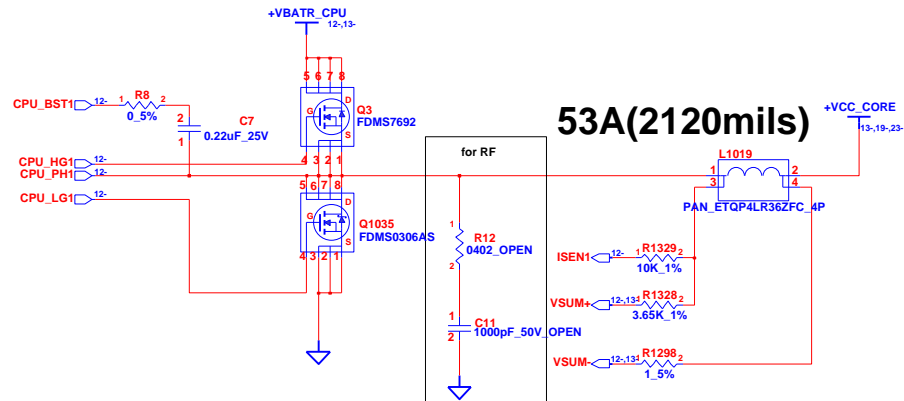 +VBATR_CPU
12-,13-
5 6 7 8
CPU_BST1 12-
1 R8 2
0_5%
2
C7
0.22uF_25V
1
D
G
S
Q3
FDMS7692
4 3 2 1
CPU_HG1 12-
CPU_PH1 12-
CPU_LG1 12-
5 6 7 8
D
G
S
Q1035
FDMS0306AS
4 3 2 1
for RF
1
R12
0402_OPEN
2
1
C11
1000pF_50V_OPEN
2
53A(2120mils)
+VCC_CORE
13-,19-,23-
L1019
1 2
3 4
PAN_ETQP4LR36ZFC_4P
ISEN1 12-
1 R1329 2
10K_1%
VSUM+ 12-,13-
1 R1328 2
3.65K_1%
VSUM- 12-,13-
1 R1298 2
1_5%